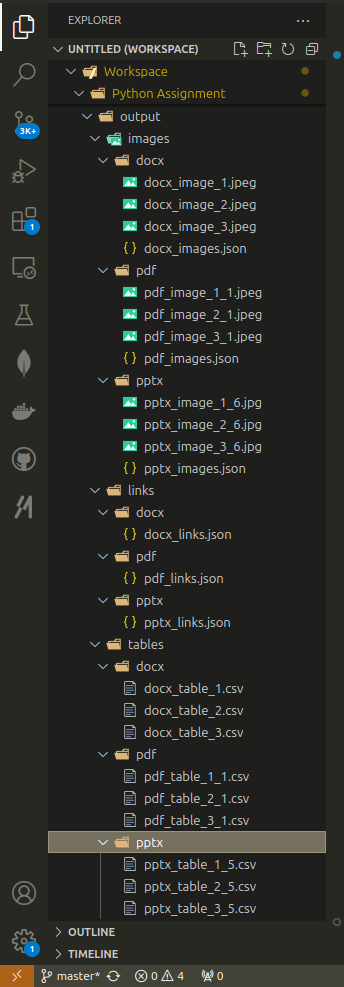 EXPLORER
UNTITLED (WORKSPACE)
Workspace
Python Assignment
output
images
docx
docx_image_1.jpeg
docx_image_2.jpeg
docx_image_3.jpeg
{ } docx_images.json
pdf
pdf_image_1_1.jpeg
pdf_image_2_1.jpeg
pdf_image_3_1.jpeg
{ } pdf_images.json
pptx
pptx_image_1_6.jpg
pptx_image_2_6.jpg
pptx_image_3_6.jpg
{ } pptx_images.json
links
docx
{ } docx_links.json
pdf
{ } pdf_links.json
pptx
{ } pptx_links.json
tables
docx
docx_table_1.csv
docx_table_2.csv
docx_table_3.csv
pdf
pdf_table_1_1.csv
pdf_table_2_1.csv
pdf_table_3_1.csv
pptx
pptx_table_1_5.csv
pptx_table_2_5.csv
pptx_table_3_5.csv
OUTLINE
TIMELINE
3K+
1
1
master* 0 4 0